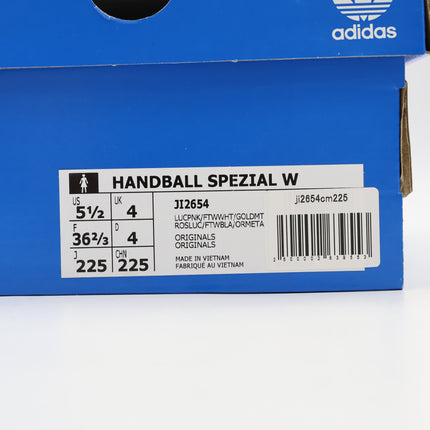 adidas
HANDBALL SPEZIAL W
US 5½ UK 4
F 36⅔ D 4
J 225 CHN 225
JI2654
LUCPNK/FTWWHT/GOLDMT
ROSLUC/FTWBLA/ORMETA
ORIGINALS
ORIGINALS
MADE IN VIETNAM
FABRIQUÉ AU VIETNAM
ji2654cm225